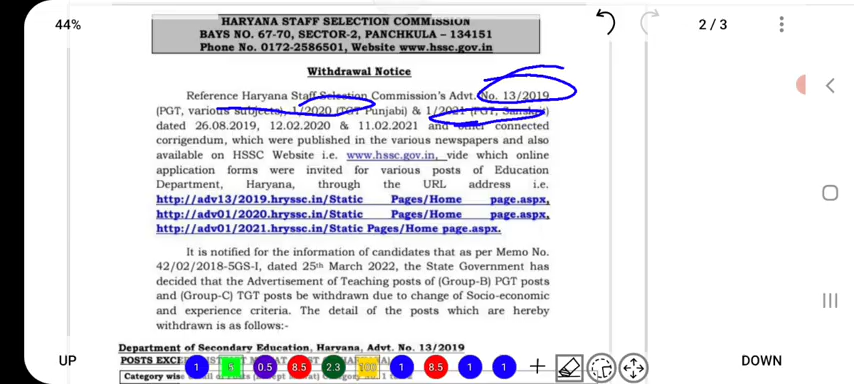 44%
2 / 3
HARYANA STAFF SELECTION COMMISSION
BAYS NO. 67-70, SECTOR-2, PANCHKULA – 134151
Phone No. 0172-2586501, Website www.hssc.gov.in
Withdrawal Notice
Reference Haryana Staff Selection Commission's Advt. No. 13/2019
(PGT, various subjects), 1/2020 (TGT Punjabi) & 1/2021 (PGT, Sanskrit)
dated 26.08.2019, 12.02.2020 & 11.02.2021 and other connected
corrigendum, which were published in the various newspapers and also
available on HSSC Website i.e. www.hssc.gov.in, vide which online
application forms were invited for various posts of Education
Department, Haryana, through the URL address i.e.
http://adv13/2019.hryssc.in/Static Pages/Home page.aspx,
http://adv01/2020.hryssc.in/Static Pages/Home page.aspx,
http://adv01/2021.hryssc.in/Static Pages/Home page.aspx.
It is notified for the information of candidates that as per Memo No.
42/02/2018-5GS-I, dated 25th March 2022, the State Government has
decided that the Advertisement of Teaching posts of (Group-B) PGT posts
and (Group-C) TGT posts be withdrawn due to change of Socio-economic
and experience criteria. The detail of the posts which are hereby
withdrawn is as follows:-
Department of Secondary Education, Haryana, Advt. No. 13/2019
POSTS
Category
UP
1 5 0.5 8.5 2.3 100 1 8.5 1 1
DOWN